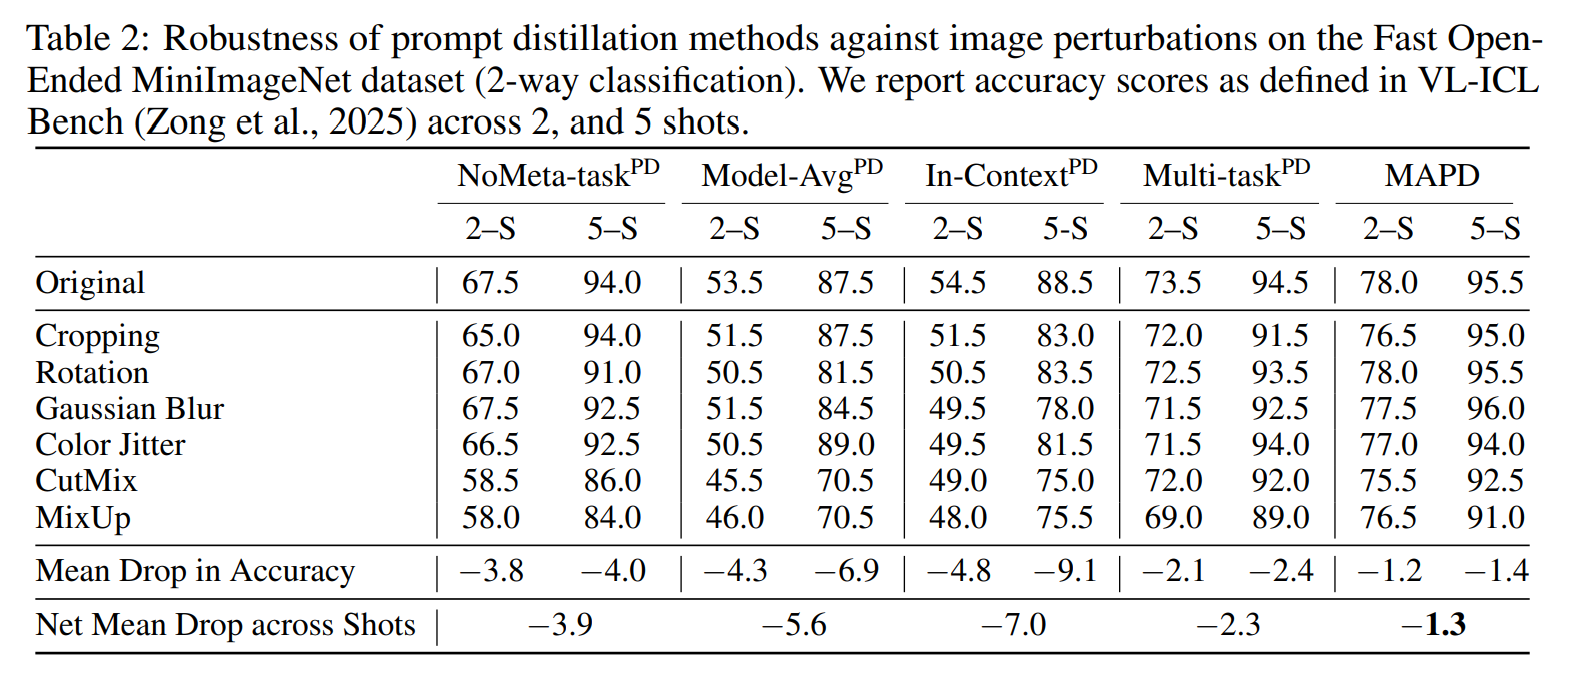 Table 2: Robustness of prompt distillation methods against image perturbations on the Fast Open-
Ended MiniImageNet dataset (2-way classification). We report accuracy scores as defined in VL-ICL
Bench (Zong et al., 2025) across 2, and 5 shots.
NoMeta-task^PD Model-Avg^PD In-Context^PD Multi-task^PD MAPD
2–S 5–S 2–S 5–S 2–S 5-S 2–S 5–S 2–S 5–S
Original 67.5 94.0 53.5 87.5 54.5 88.5 73.5 94.5 78.0 95.5
Cropping 65.0 94.0 51.5 87.5 51.5 83.0 72.0 91.5 76.5 95.0
Rotation 67.0 91.0 50.5 81.5 50.5 83.5 72.5 93.5 78.0 95.5
Gaussian Blur 67.5 92.5 51.5 84.5 49.5 78.0 71.5 92.5 77.5 96.0
Color Jitter 66.5 92.5 50.5 89.0 49.5 81.5 71.5 94.0 77.0 94.0
CutMix 58.5 86.0 45.5 70.5 49.0 75.0 72.0 92.0 75.5 92.5
MixUp 58.0 84.0 46.0 70.5 48.0 75.5 69.0 89.0 76.5 91.0
Mean Drop in Accuracy −3.8 −4.0 −4.3 −6.9 −4.8 −9.1 −2.1 −2.4 −1.2 −1.4
Net Mean Drop across Shots −3.9 −5.6 −7.0 −2.3 −1.3